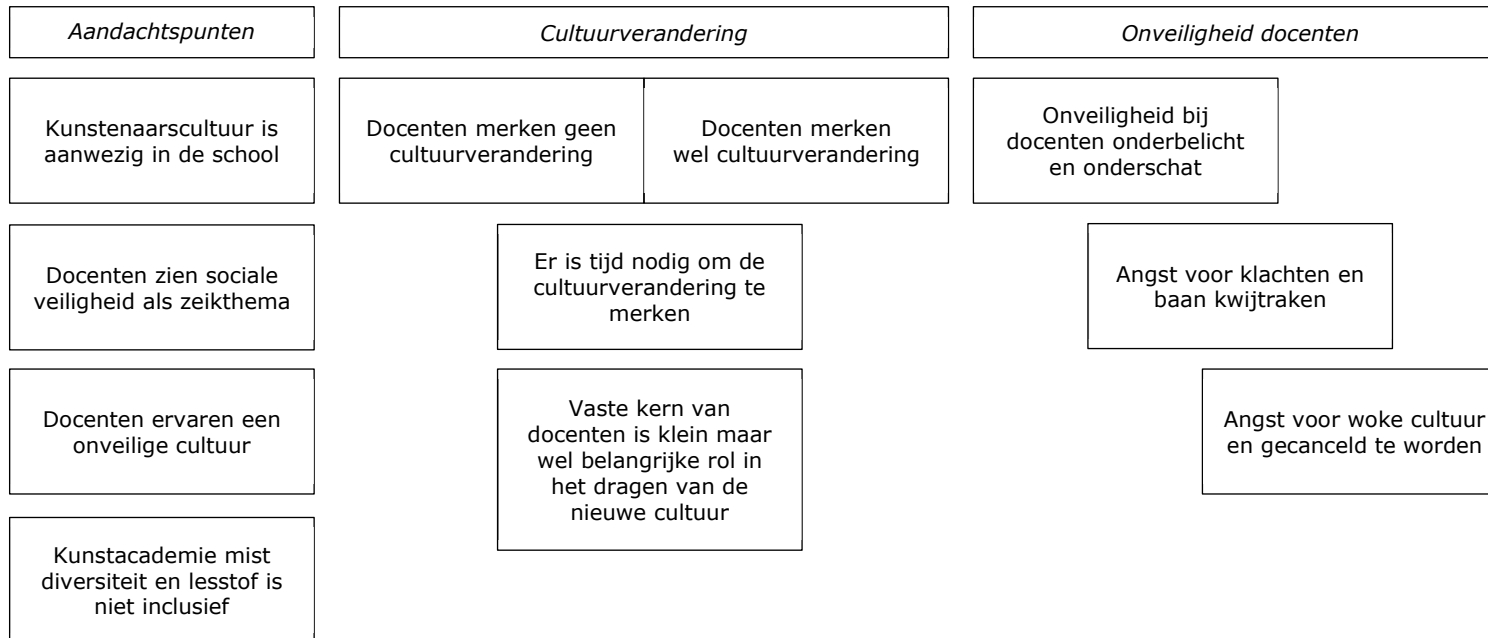 Aandachtspunten
Cultuurverandering
Onveiligheid docenten
Kunstenaarscultuur is
aanwezig in de school
Docenten merken geen
cultuurverandering
Docenten merken
wel cultuurverandering
Onveiligheid bij
docenten onderbelicht
en onderschat
Docenten zien sociale
veiligheid als zeikthema
Er is tijd nodig om de
cultuurverandering te
merken
Angst voor klachten en
baan kwijtraken
Docenten ervaren een
onveilige cultuur
Vaste kern van
docenten is klein maar
wel belangrijke rol in
het dragen van de
nieuwe cultuur
Angst voor woke cultuur
en gecanceld te worden
Kunstacademie mist
diversiteit en lesstof is
niet inclusief